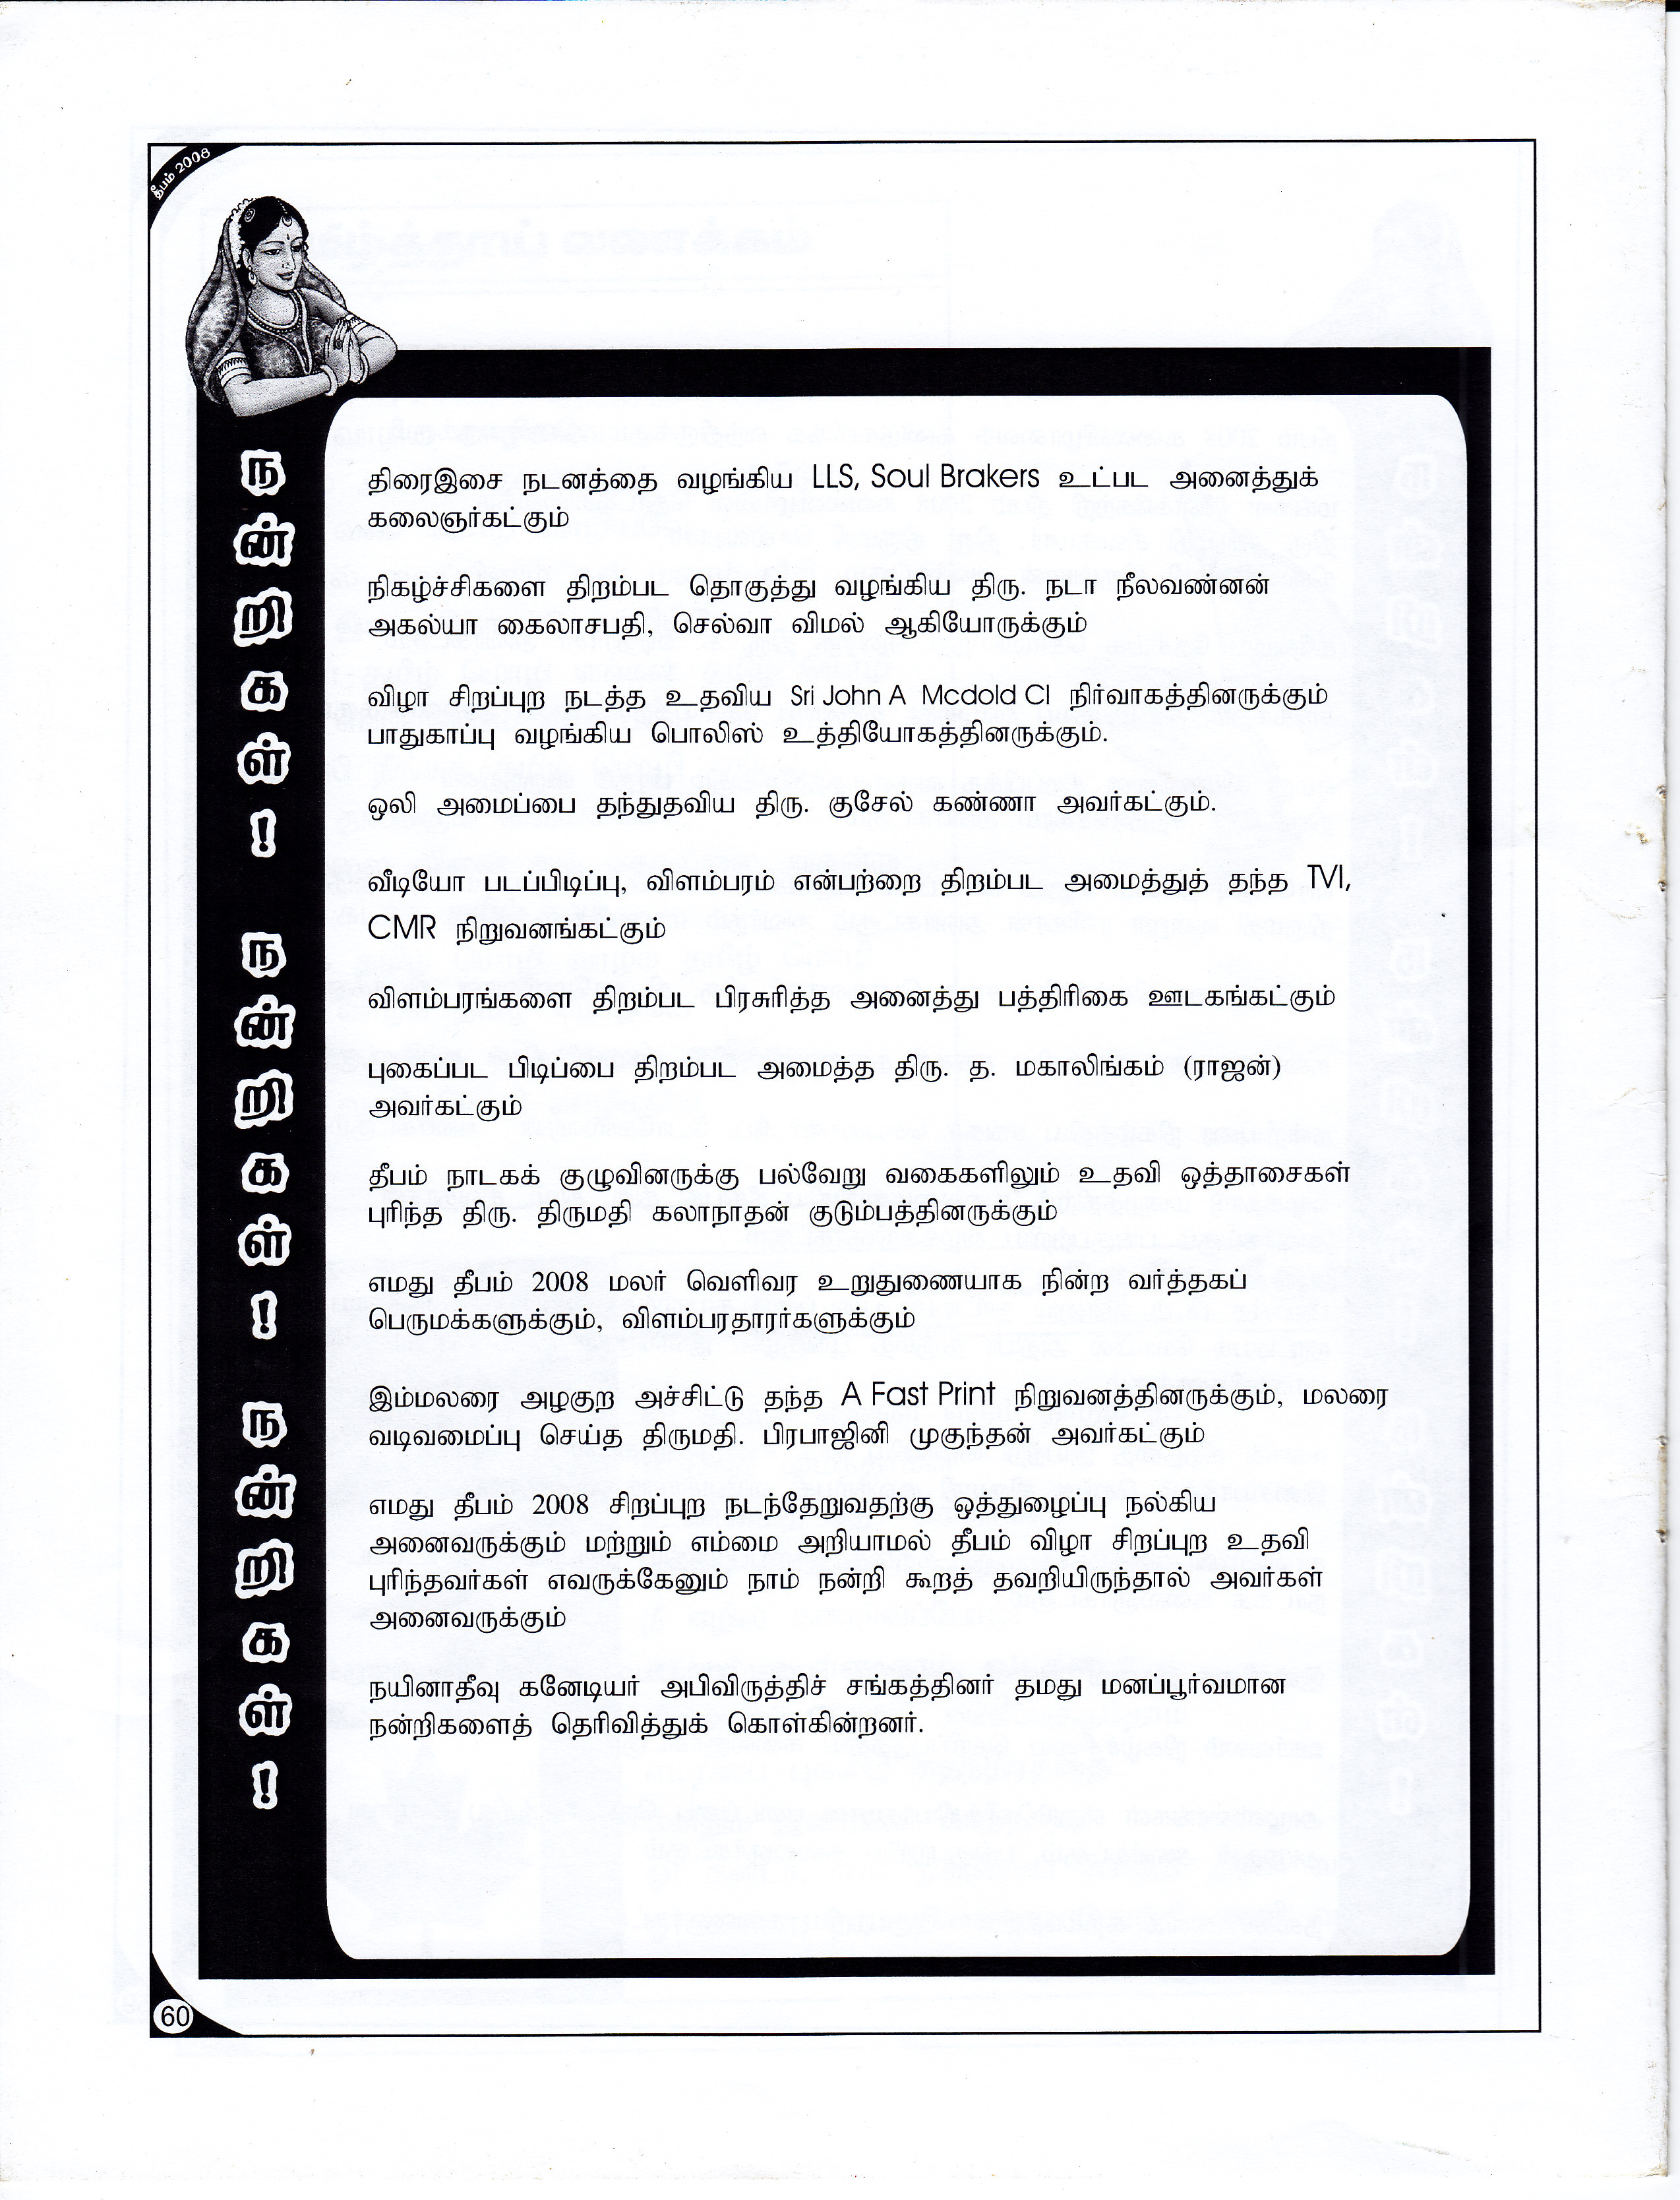 தீபம் 2008
நன்றிகள்! நன்றிகள்! நன்றிகள்!
திரைஇசை நடனத்தை வழங்கிய LLS, Soul Brakers உட்பட அனைத்துக்
கலைஞர்கட்கும்
நிகழ்ச்சிகளை திறம்பட தொகுத்து வழங்கிய திரு. நடா நீலவண்னன்
அகல்யா கைலாசபதி, செல்வா விமல் ஆகியோருக்கும்
விழா சிறப்புற நடத்த உதவிய Sri John A Mcdold CI நிர்வாகத்தினருக்கும்
பாதுகாப்பு வழங்கிய பொலிஸ் உத்தியோகத்தினருக்கும்.
ஒலி அமைப்பை தந்துதவிய திரு. குசேல் கண்ணா அவர்கட்கும்.
வீடியோ படப்பிடிப்பு, விளம்பரம் என்பற்றை திறம்பட அமைத்துத் தந்த TVI,
CMR நிறுவனங்கட்கும்
விளம்பரங்களை திறம்பட பிரசுரித்த அனைத்து பத்திரிகை ஊடகங்கட்கும்
புகைப்பட பிடிப்பை திறம்பட அமைத்த திரு. த. மகாலிங்கம் (ராஜன்)
அவர்கட்கும்
தீபம் நாடகக் குழுவினருக்கு பல்வேறு வகைகளிலும் உதவி ஒத்தாசைகள்
புரிந்த திரு. திருமதி கலாநாதன் குடும்பத்தினருக்கும்
எமது தீபம் 2008 மலர் வெளிவர உறுதுணையாக நின்ற வர்த்தகப்
பெருமக்களுக்கும், விளம்பரதாரர்களுக்கும்
இம்மலரை அழகுற அச்சிட்டு தந்த A Fast Print நிறுவனத்தினருக்கும், மலரை
வடிவமைப்பு செய்த திருமதி. பிரபாஜினி முகுந்தன் அவர்கட்கும்
எமது தீபம் 2008 சிறப்புற நடந்தேறுவதற்கு ஒத்துழைப்பு நல்கிய
அனைவருக்கும் மற்றும் எம்மை அறியாமல் தீபம் விழா சிறப்புற உதவி
புரிந்தவர்கள் எவருக்கேனும் நாம் நன்றி கூறத் தவறியிருந்தால் அவர்கள்
அனைவருக்கும்
நயினாதீவு கனேடியர் அபிவிருத்திச் சங்கத்தினர் தமது மனப்பூர்வமான
நன்றிகளைத் தெரிவித்துக் கொள்கின்றனர்.
60